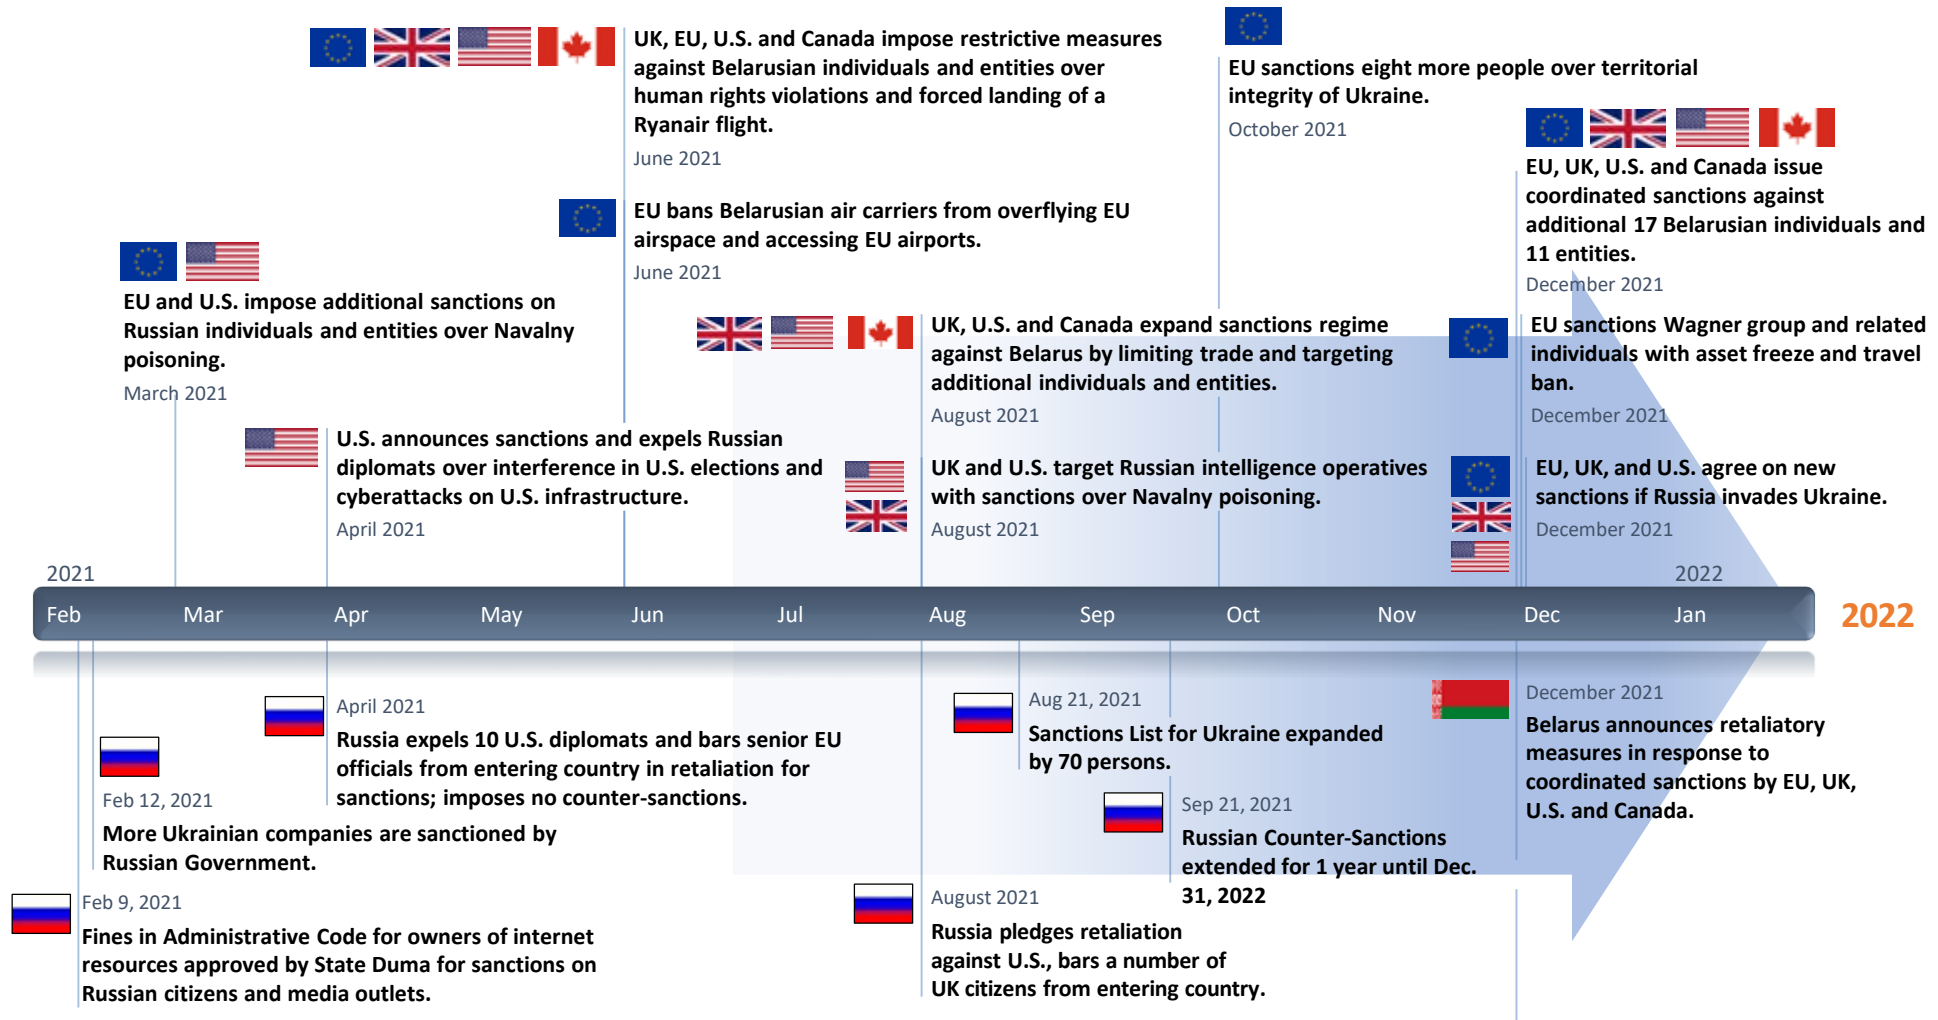 UK, EU, U.S. and Canada impose restrictive measures
against Belarusian individuals and entities over
human rights violations and forced landing of a
Ryanair flight.
June 2021
EU sanctions eight more people over territorial
integrity of Ukraine.
October 2021
EU, UK, U.S. and Canada issue
coordinated sanctions against
additional 17 Belarusian individuals and
11 entities.
December 2021
EU bans Belarusian air carriers from overflying EU
airspace and accessing EU airports.
June 2021
EU and U.S. impose additional sanctions on
Russian individuals and entities over Navalny
poisoning.
March 2021
UK, U.S. and Canada expand sanctions regime
against Belarus by limiting trade and targeting
additional individuals and entities.
August 2021
EU sanctions Wagner group and related
individuals with asset freeze and travel
ban.
December 2021
U.S. announces sanctions and expels Russian
diplomats over interference in U.S. elections and
cyberattacks on U.S. infrastructure.
April 2021
UK and U.S. target Russian intelligence operatives
with sanctions over Navalny poisoning.
August 2021
EU, UK, and U.S. agree on new
sanctions if Russia invades Ukraine.
December 2021
2021
2022
Feb Mar Apr May Jun Jul Aug Sep Oct Nov Dec Jan
2022
April 2021
Russia expels 10 U.S. diplomats and bars senior EU
officials from entering country in retaliation for
sanctions; imposes no counter-sanctions.
Aug 21, 2021
Sanctions List for Ukraine expanded
by 70 persons.
December 2021
Belarus announces retaliatory
measures in response to
coordinated sanctions by EU, UK,
U.S. and Canada.
Feb 12, 2021
More Ukrainian companies are sanctioned by
Russian Government.
Sep 21, 2021
Russian Counter-Sanctions
extended for 1 year until Dec.
31, 2022
Feb 9, 2021
Fines in Administrative Code for owners of internet
resources approved by State Duma for sanctions on
Russian citizens and media outlets.
August 2021
Russia pledges retaliation
against U.S., bars a number of
UK citizens from entering country.